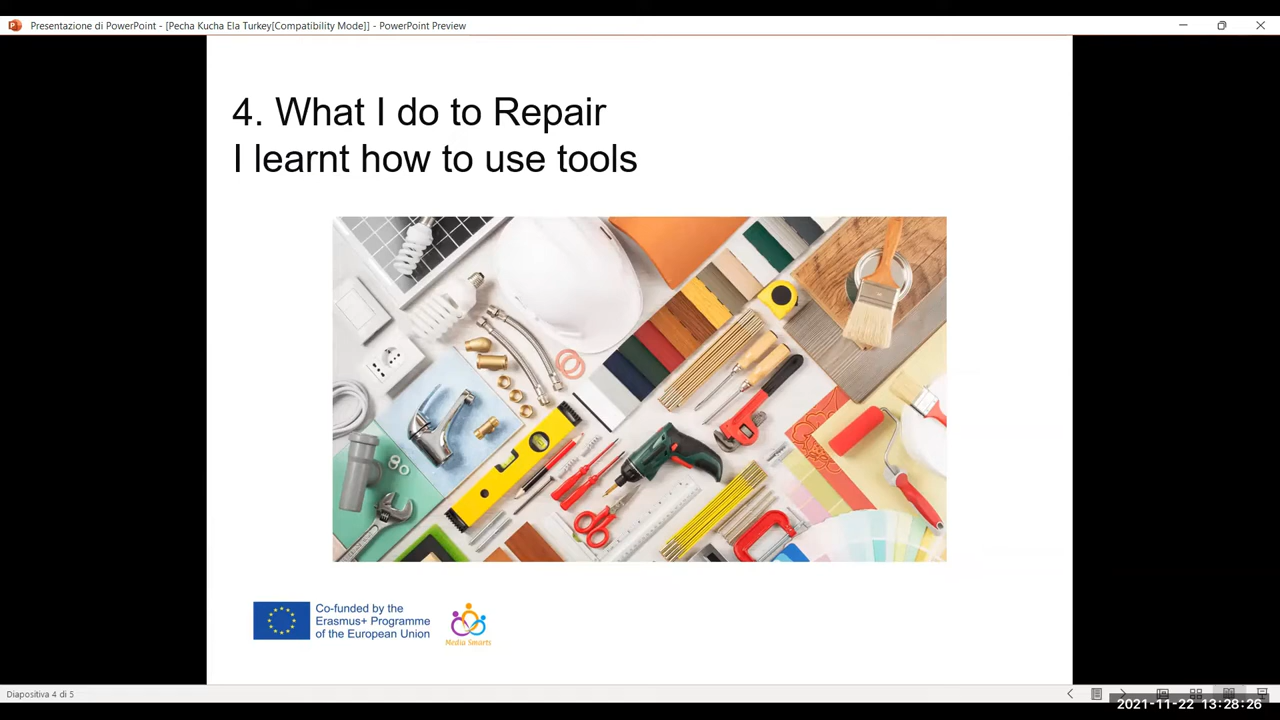 Presentazione di PowerPoint - [Pecha Kucha Ela Turkey[Compatibility Mode]] - PowerPoint Preview
4. What I do to Repair
I learnt how to use tools
Co-funded by the
Erasmus+ Programme
of the European Union
Media Smarts
Diapositiva 4 di 5
2021-11-22 13:28:26